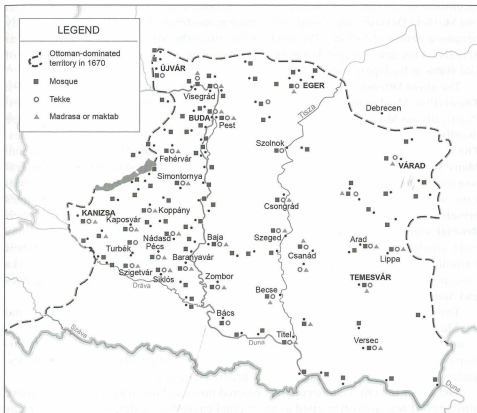 LEGEND
Ottoman-dominated
territory in 1670
Mosque
Tekke
Madrasa or maktab
ÚJVÁR
Visegrád
EGER
BUDA
Pest
Tisza
Debrecen
Szolnok
Fehérvár
VÁRAD
Simontornya
KANIZSA
Koppány
Kaposvár
Csongrád
Turbék
Nádasd
Pécs
Baja
Szeged
Arad
Lippa
Csanád
Baranyavár
Szigetvár
Siklós
Zombor
TEMESVÁR
Dráva
Becse
Bács
Száva
Duna
Titel
Versec
Duna